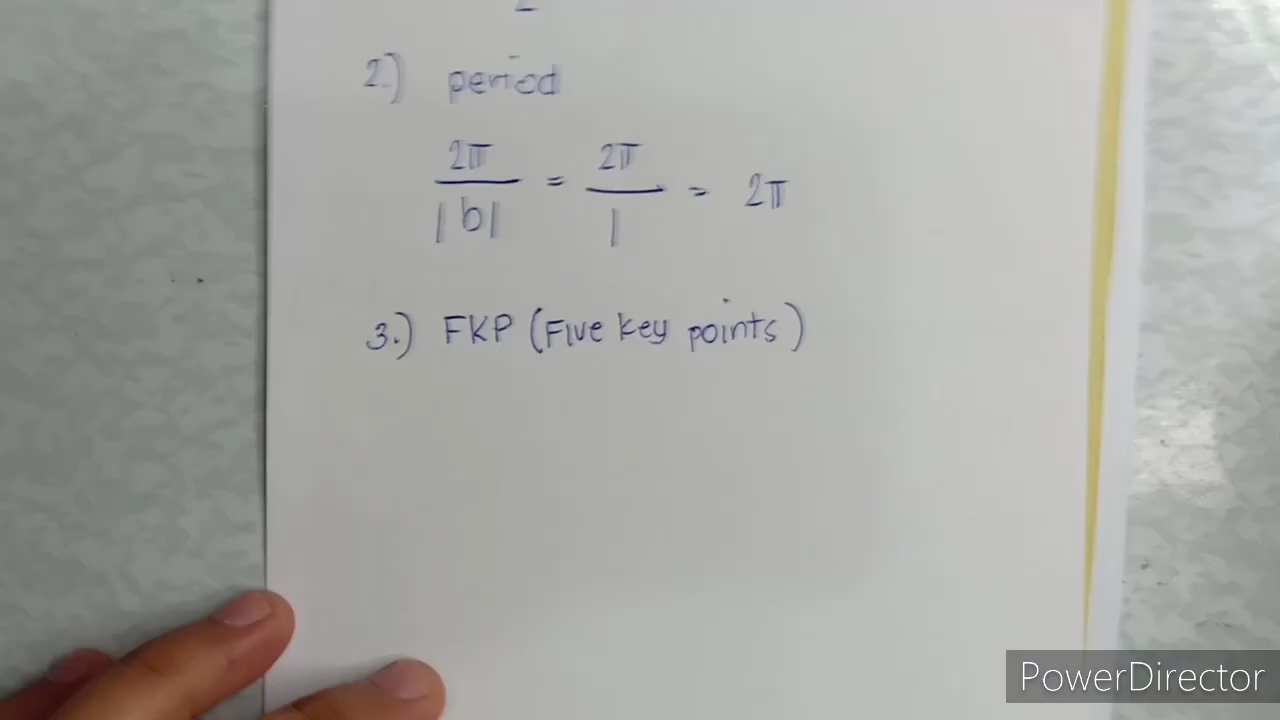 2.) period
2π / |b| = 2π / 1 = 2π
3.) FKP (Five key points)
PowerDirector